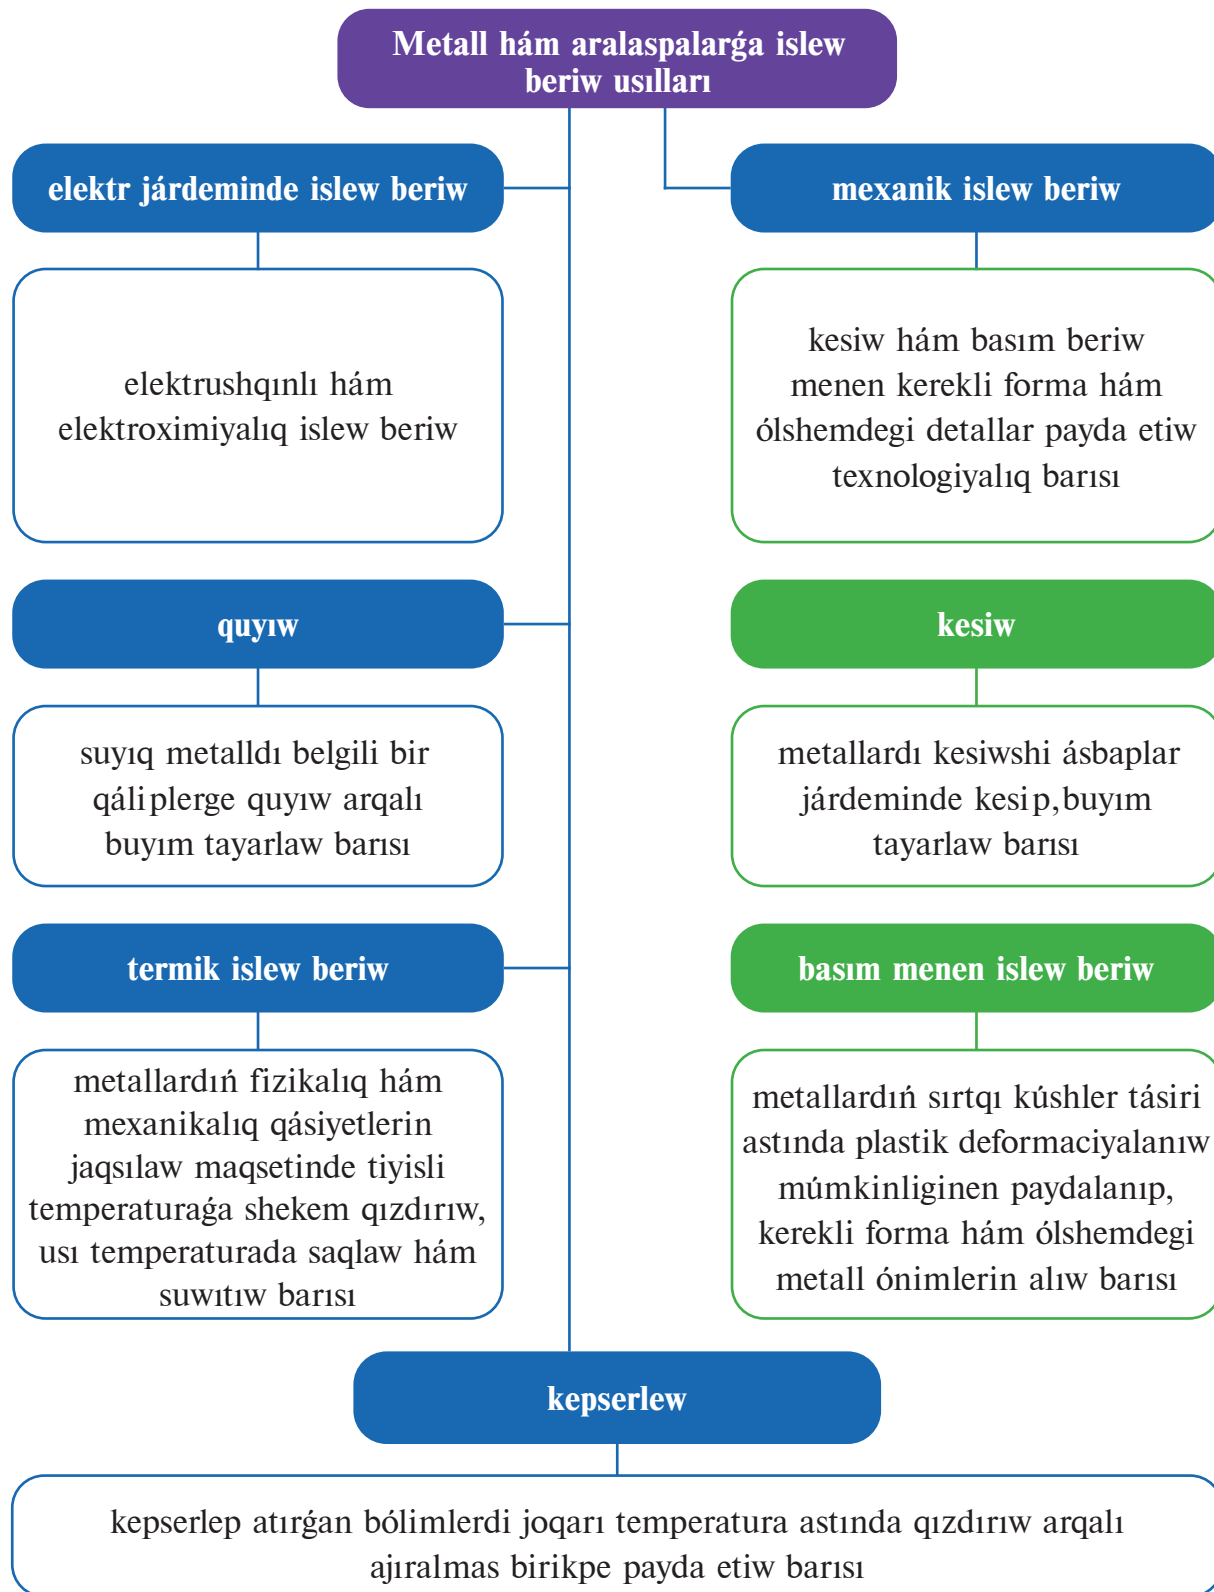 Metall hám aralaspalarǵa islew
beriw usılları
elektr járdeminde islew beriw
elektrushqınlı hám
elektroximiyalıq islew beriw
mexanik islew beriw
kesiw hám basım beriw
menen kerekli forma hám
ólshemdegi detallar payda etiw
texnologiyalıq barısı
quyıw
suyıq metalldı belgili bir
qáliplerge quyıw arqalı
buyım tayarlaw barısı
kesiw
metallardı kesiwshi ásbaplar
járdeminde kesip,buyım
tayarlaw barısı
termik islew beriw
metallardıń fizikalıq hám
mexanikalıq qásiyetlerin
jaqsılaw maqsetinde tiyisli
temperaturaǵa shekem qızdırıw,
usı temperaturada saqlaw hám
suwıtıw barısı
basım menen islew beriw
metallardıń sırtqı kúshler tásiri
astında plastik deformaciyalanıw
múmkinliginen paydalanıp,
kerekli forma hám ólshemdegi
metall ónimlerin alıw barısı
kepserlew
kepserlep atırǵan bólimlerdi joqarı temperatura astında qızdırıw arqalı
ajıralmas birikpe payda etiw barısı